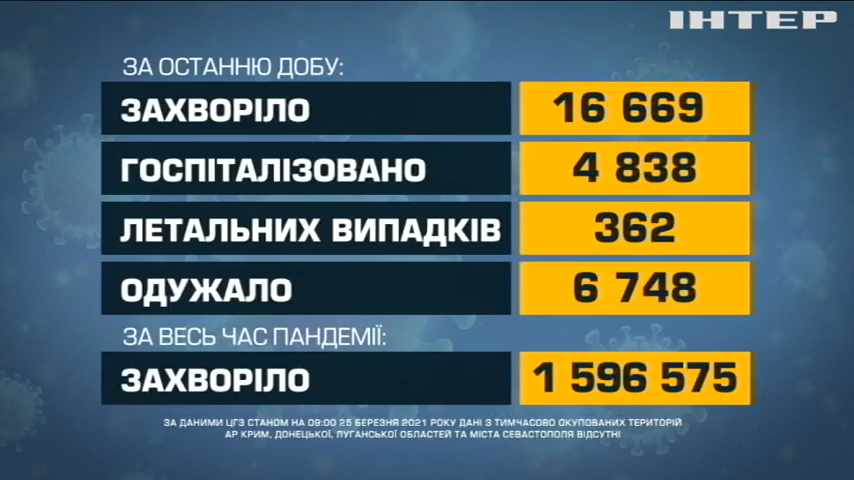 ІНТЕР
ЗА ОСТАННЮ ДОБУ:
ЗАХВОРІЛО 16 669
ГОСПІТАЛІЗОВАНО 4 838
ЛЕТАЛЬНИХ ВИПАДКІВ 362
ОДУЖАЛО 6 748
ЗА ВЕСЬ ЧАС ПАНДЕМІЇ:
ЗАХВОРІЛО 1 596 575
ЗА ДАНИМИ ЦГЗ СТАНОМ НА 09:00 25 БЕРЕЗНЯ 2021 РОКУ ДАНІ З ТИМЧАСОВО ОКУПОВАНИХ ТЕРИТОРІЙ
АР КРИМ, ДОНЕЦЬКОЇ, ЛУГАНСЬКОЇ ОБЛАСТЕЙ ТА МІСТА СЕВАСТОПОЛЯ ВІДСУТНІ